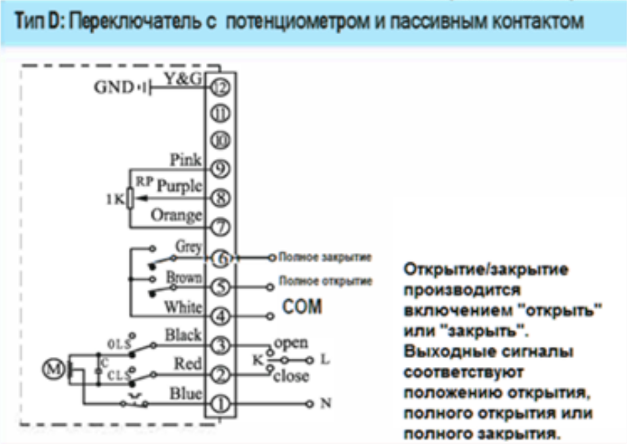 Тип D: Переключатель с потенциометром и пассивным контактом
GND Y&G 12
11
10
Pink 9
RP Purple 8
1K
Orange 7
Grey 6 Полное закрытие
Brown 5 Полное открытие
White 4 COM
OLS Black 3 open
M C K L
CLS Red 2 close
Blue 1 N
Открытие/закрытие
производится
включением "открыть"
или "закрыть".
Выходные сигналы
соответствуют
положению открытия,
полного открытия или
полного закрытия.